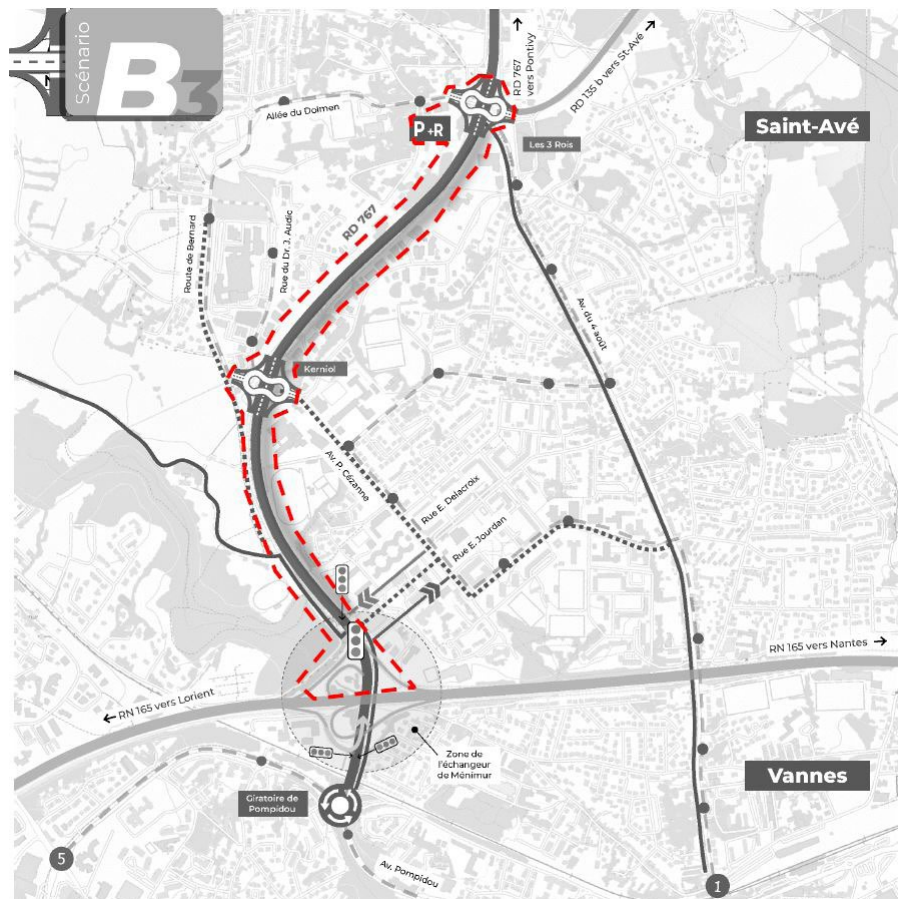 Scénario
B3
RD 767
vers Pontivy
RD 135 b vers St-Avé
Allée du Dolmen
P+R
Les 3 Rois
Saint-Avé
RD 767
Route de Bernard
Rue du Dr. J. Audic
Av. du 4 août
Kerniol
Av. P. Cézanne
Rue E. Delacroix
Rue E. Jourdan
RN 165 vers Nantes
RN 165 vers Lorient
Zone de
l'échangeur
de Ménimur
Vannes
Giratoire de
Pompidou
Av. Pompidou
5
1